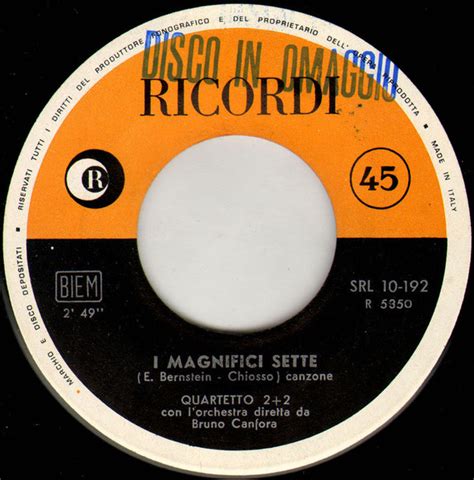 MARCHIO E DISCO DEPOSITATI • RISERVATI TUTTI I DIRITTI DEL PRODUTTORE FONOGRAFICO E DEL PROPRIETARIO DELL'OPERA RIPRODOTTA • MADE IN ITALY
DISCO IN OMAGGIO
RICORDI
R
45
BIEM
2' 49"
SRL 10-192
R 5350
I MAGNIFICI SETTE
(E. Bernstein - Chiosso) canzone
QUARTETTO 2+2
con l'orchestra diretta da
Bruno Canfora